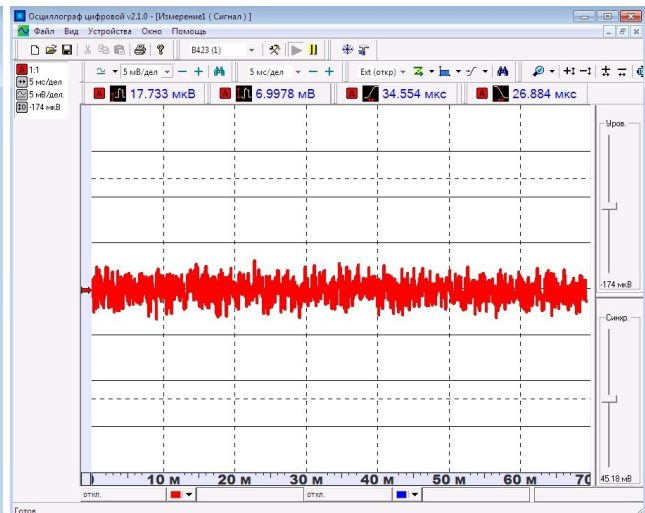 Осциллограф цифровой v2.1.0 - [Измерение1 ( Сигнал ) ]
Файл Вид Устройства Окно Помощь
B423 (1)
A 1:1
5 мс/дел
5 мВ/дел.
-174 мкВ
5 мВ/дел 5 мс/дел Ext (откр)
A 17.733 мкВ A 6.9978 мВ A 34.554 мкс A 26.884 мкс
Уров.
-174 мкВ
Синхр.
45.18 мВ
10 м 20 м 30 м 40 м 50 м 60 м 70
откл. откл.
Готов